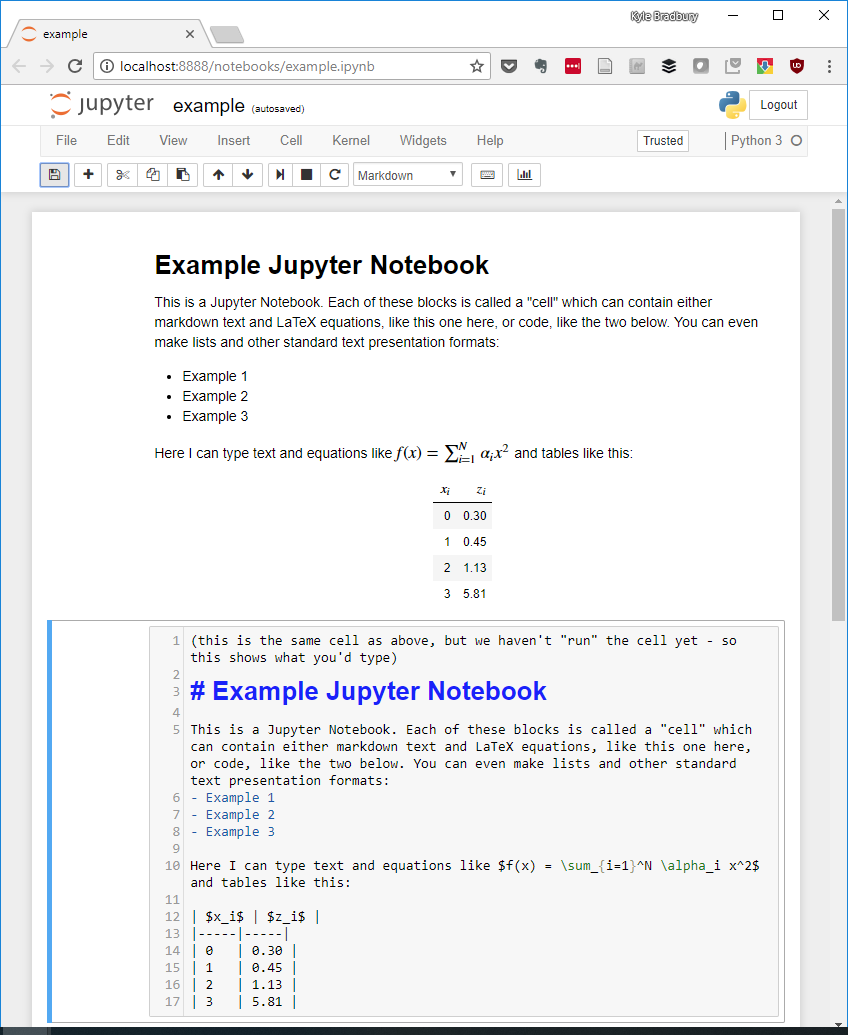 Kyle Bradbury
example
localhost:8888/notebooks/example.ipynb
jupyter example (autosaved)
Logout
File Edit View Insert Cell Kernel Widgets Help Trusted Python 3
Markdown
Example Jupyter Notebook
This is a Jupyter Notebook. Each of these blocks is called a "cell" which can contain either
markdown text and LaTeX equations, like this one here, or code, like the two below. You can even
make lists and other standard text presentation formats:
• Example 1
• Example 2
• Example 3
Here I can type text and equations like f(x) = ∑ᵢ₌₁ᴺ αᵢx² and tables like this:
xᵢ zᵢ
0 0.30
1 0.45
2 1.13
3 5.81
1 (this is the same cell as above, but we haven't "run" the cell yet - so
this shows what you'd type)
2
3 # Example Jupyter Notebook
4
5 This is a Jupyter Notebook. Each of these blocks is called a "cell" which
can contain either markdown text and LaTeX equations, like this one here,
or code, like the two below. You can even make lists and other standard
text presentation formats:
6 - Example 1
7 - Example 2
8 - Example 3
9
10 Here I can type text and equations like $f(x) = \sum_{i=1}^N \alpha_i x^2$
and tables like this:
11
12 | $x_i$ | $z_i$ |
13 |-----|-----|
14 | 0 | 0.30 |
15 | 1 | 0.45 |
16 | 2 | 1.13 |
17 | 3 | 5.81 |